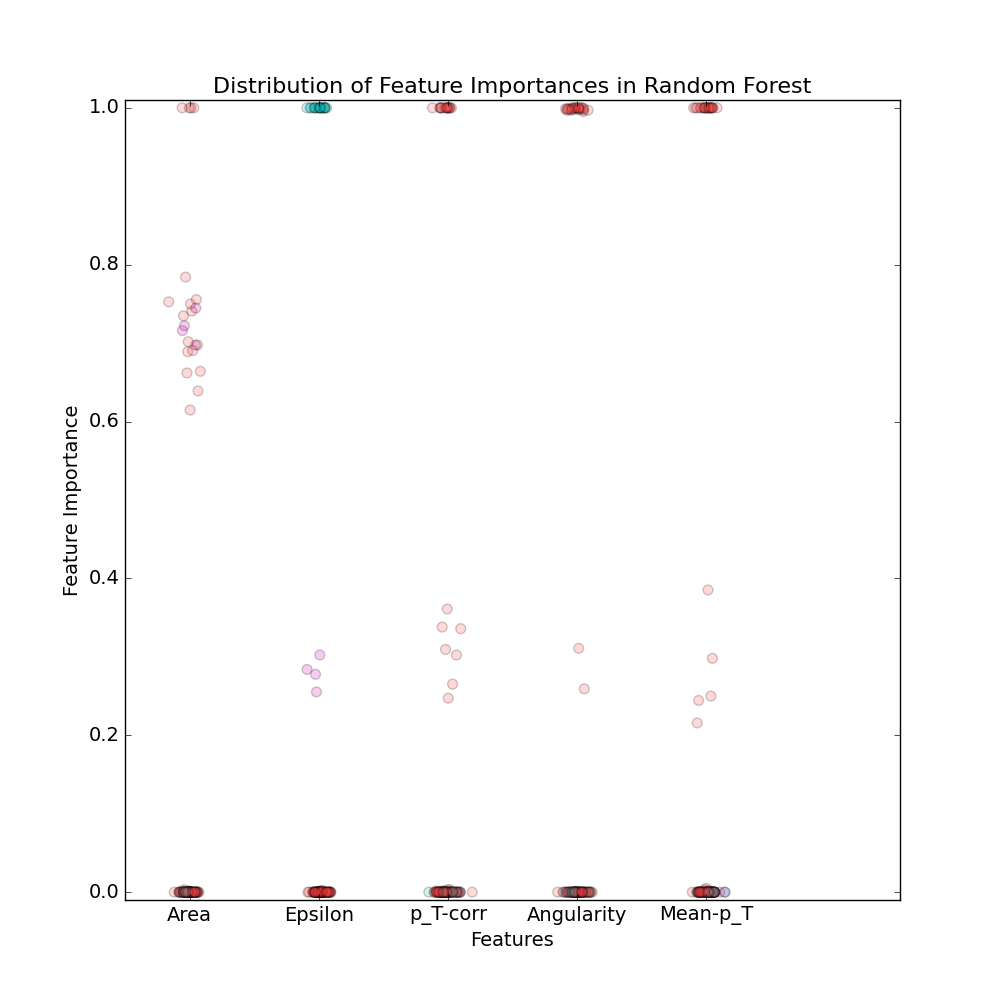 Distribution of Feature Importances in Random Forest
1.0
0.8
0.6
0.4
0.2
0.0
Feature Importance
Area Epsilon p_T-corr Angularity Mean-p_T
Features